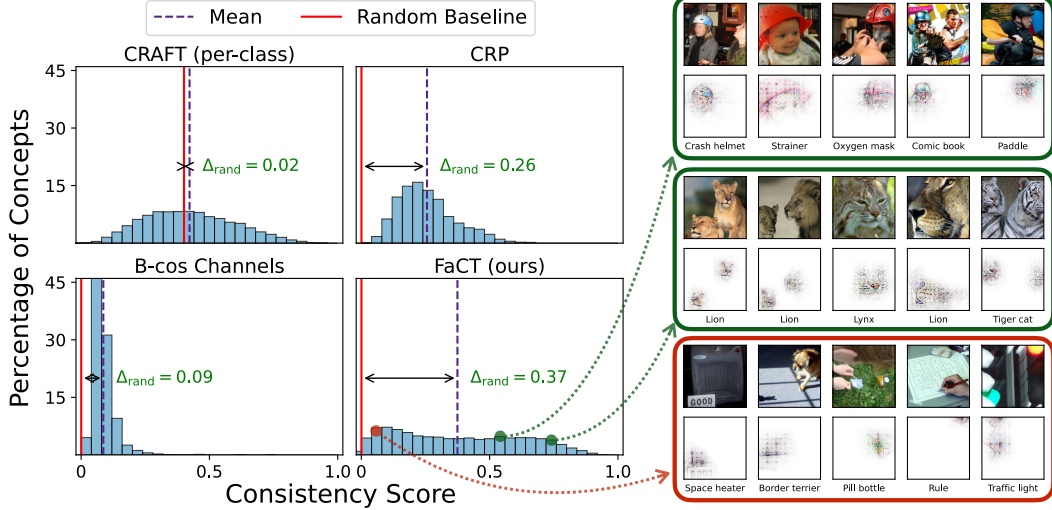 Mean
Random Baseline
CRAFT (per-class)
CRP
45
30
15
Δrand = 0.02
Δrand = 0.26
B-cos Channels
FaCT (ours)
45
30
15
Δrand = 0.09
Δrand = 0.37
0
0.5
1.0
0
0.5
1.0
Percentage of Concepts
Consistency Score
Crash helmet
Strainer
Oxygen mask
Comic book
Paddle
Lion
Lion
Lynx
Lion
Tiger cat
GOOD
Space heater
Border terrier
Pill bottle
Rule
Traffic light